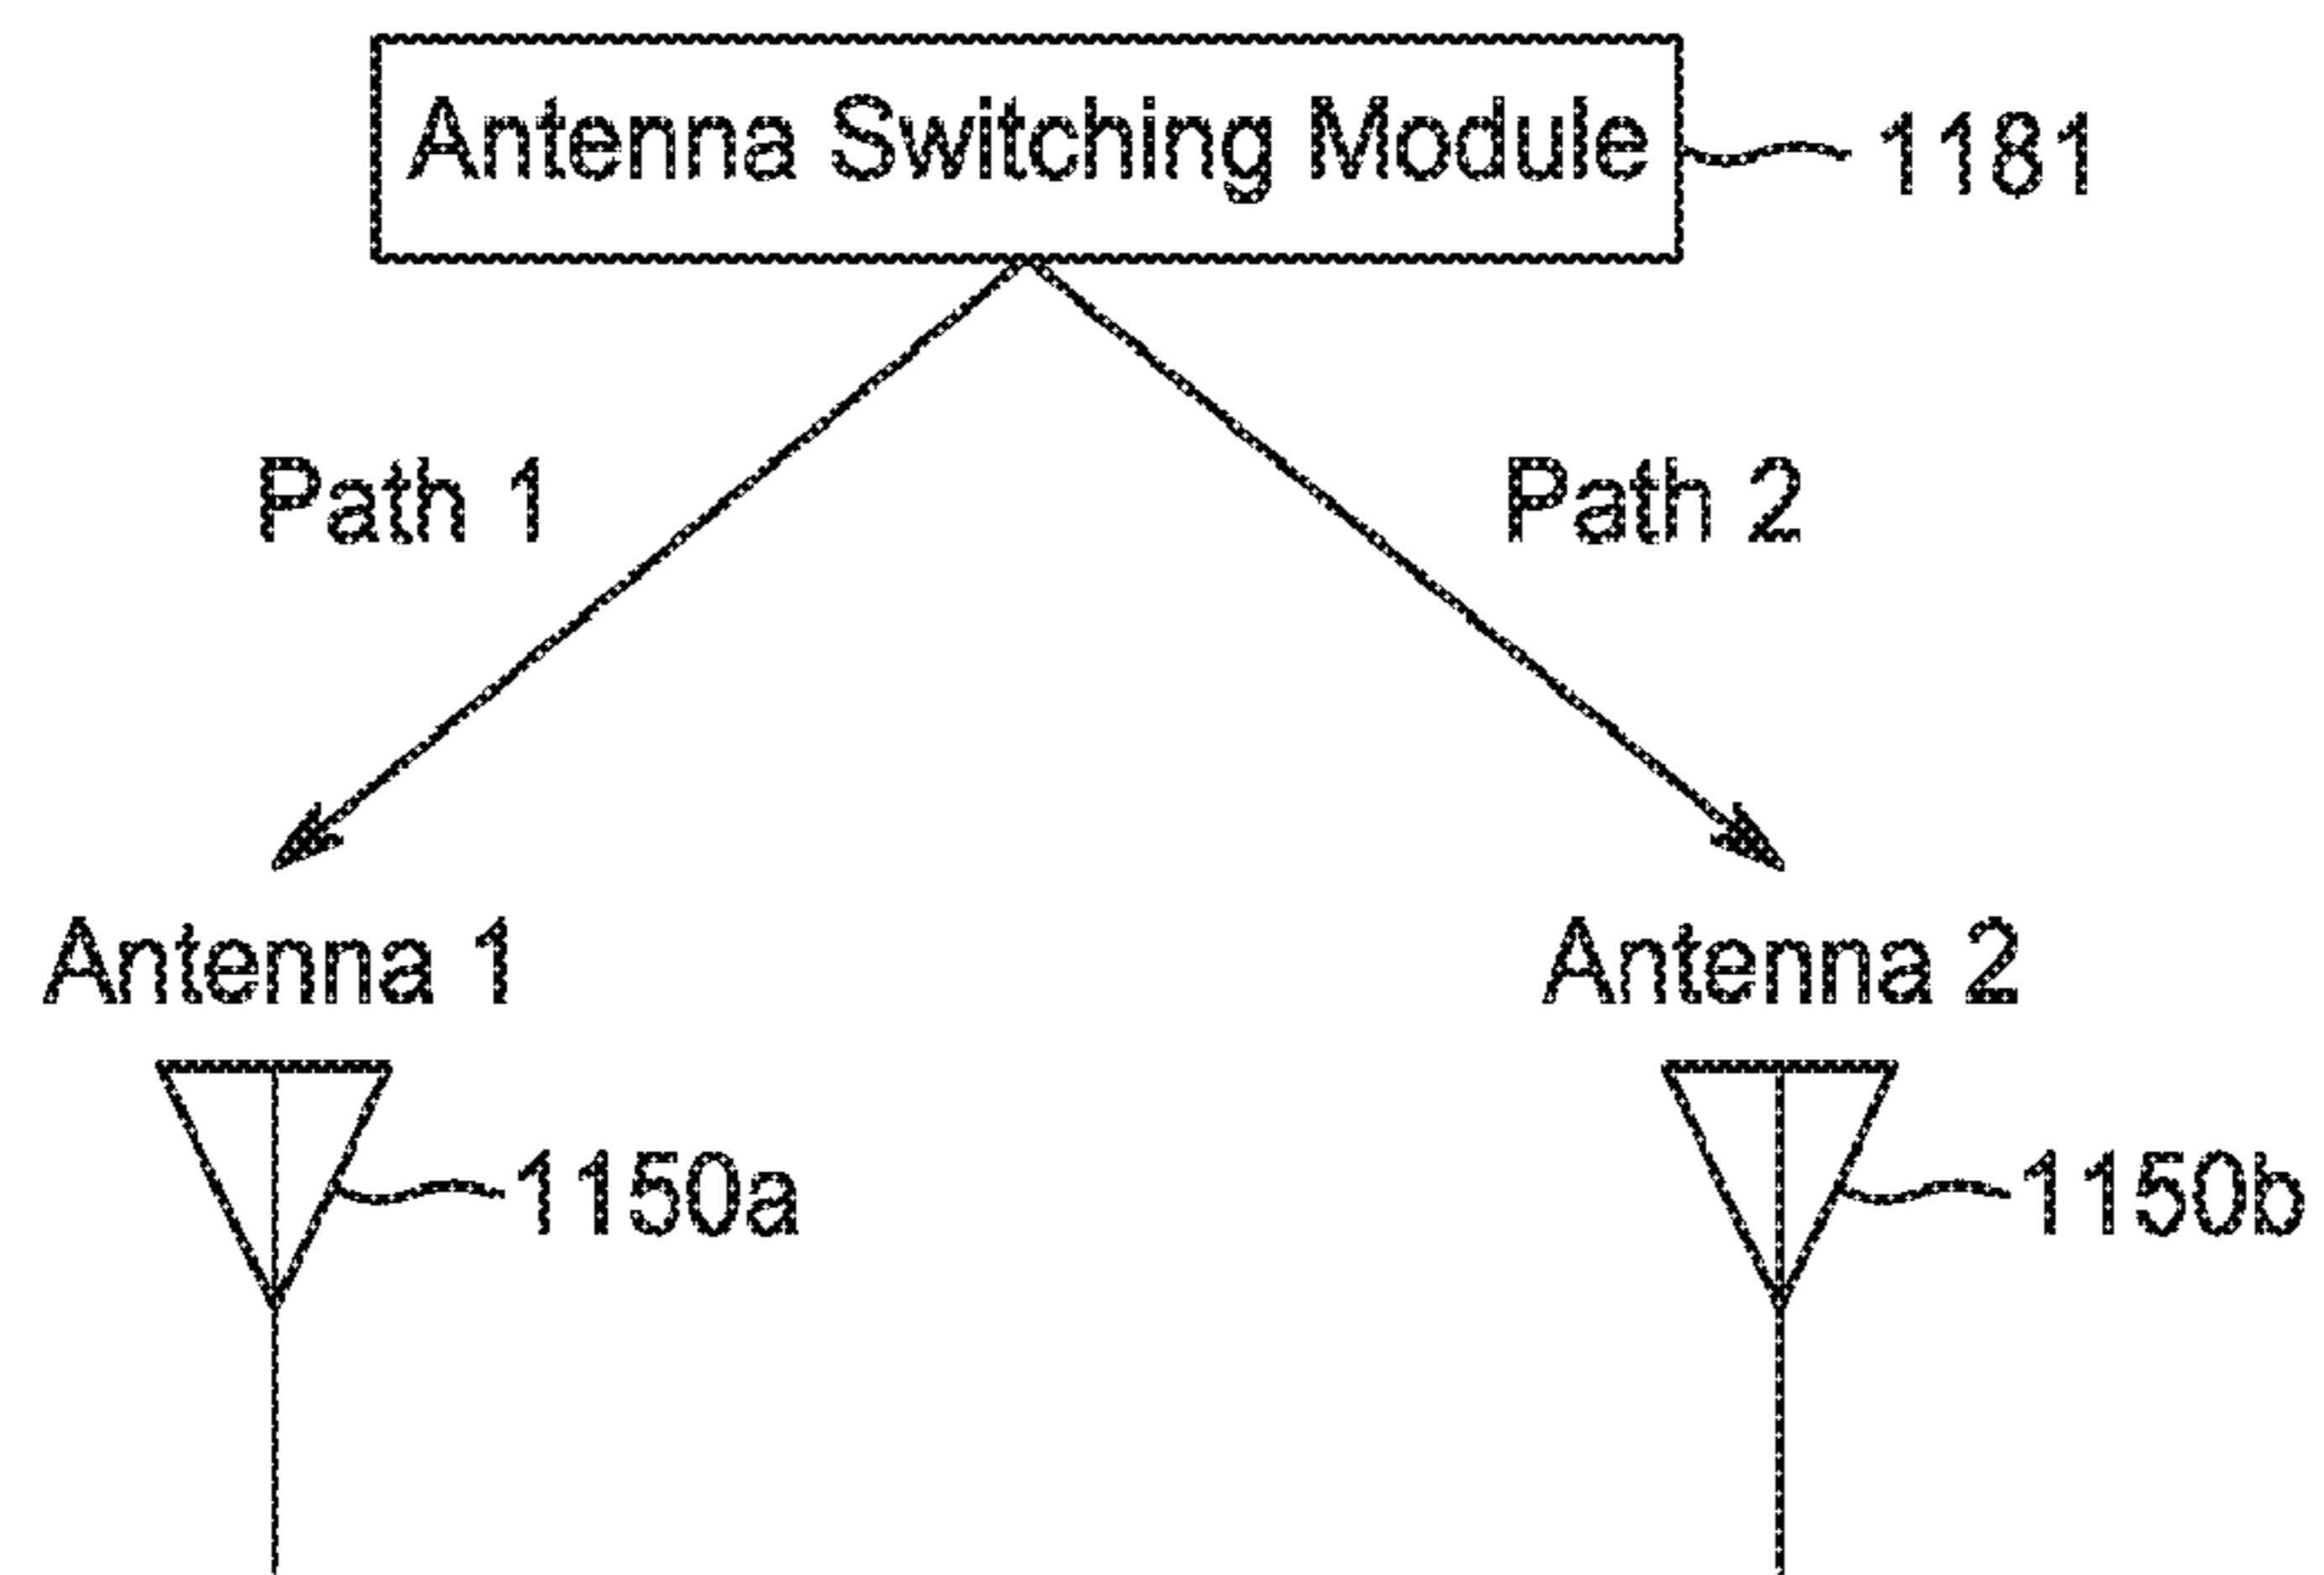 Antenna Switching Module
1181
Path 1
Path 2
Antenna 1
Antenna 2
1150a
1150b